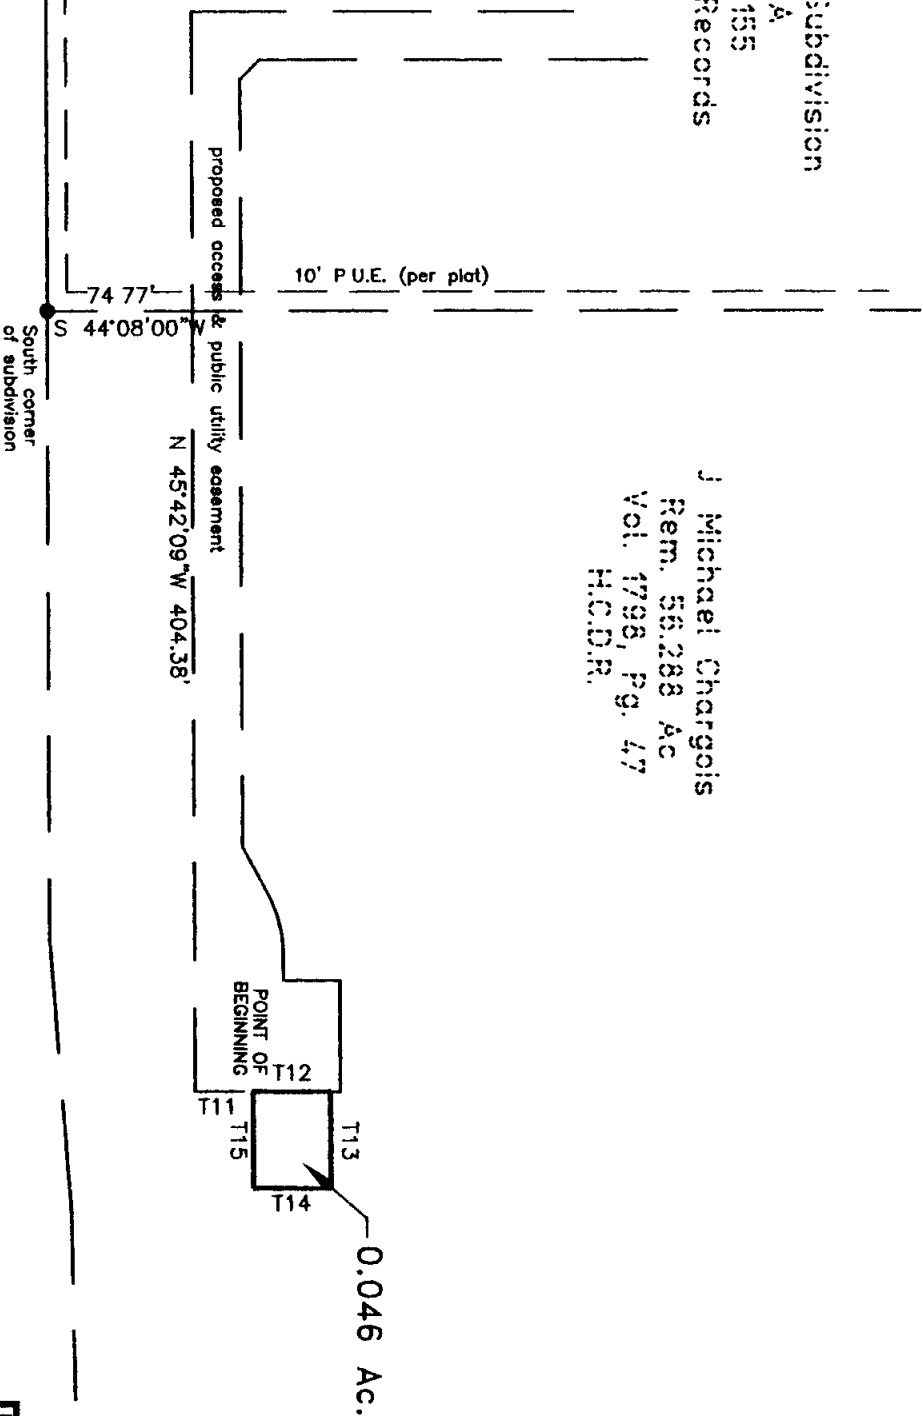 Subdivision
A
155
Records
proposed access & public utility easement
10' P U.E. (per plat)
74 77'
S 44°08'00"W
South corner
of subdivision
N 45°42'09"W 404.38'
J Michael Chargois
Rem. 56.288 Ac
Vol. 1798, Pg. 47
H.C.D.R.
POINT OF
BEGINNING
T12
T11
T15
T13
T14
0.046 Ac.